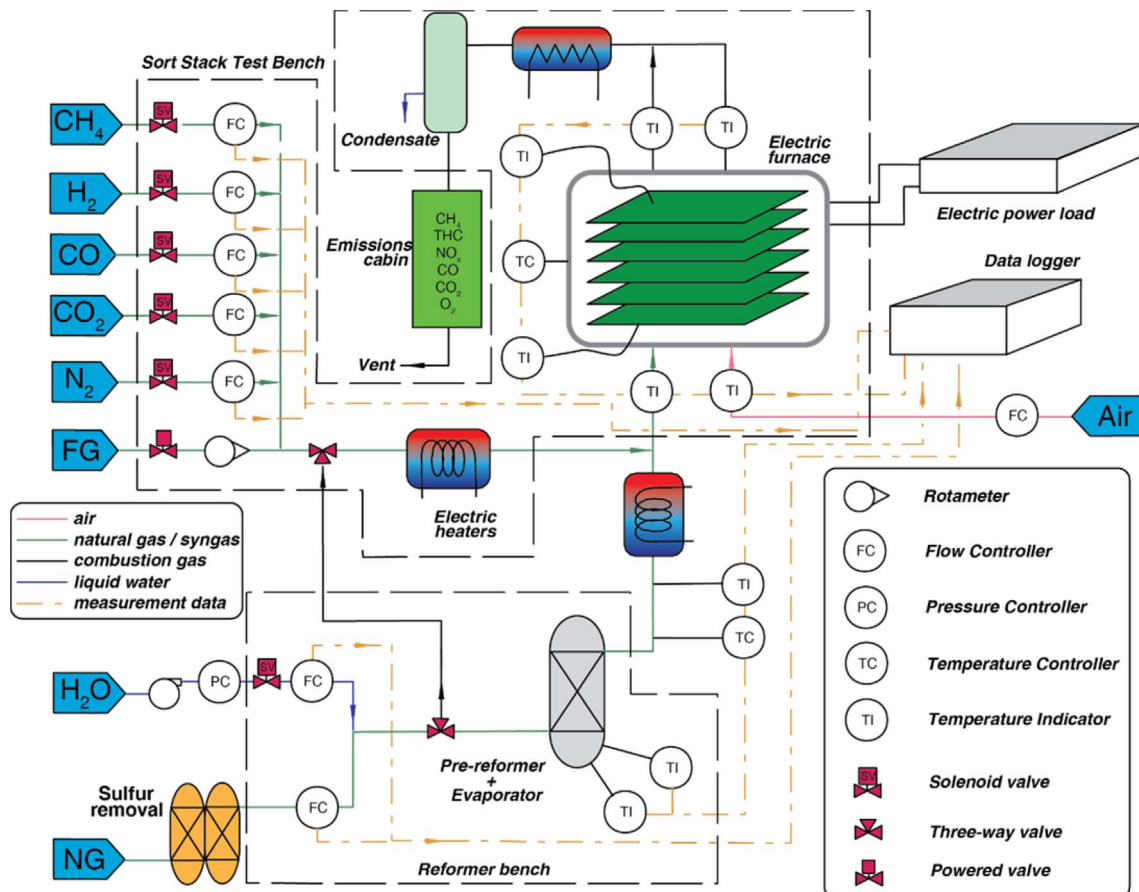 Sort Stack Test Bench
CH4
SV
FC
H2
SV
FC
CO
SV
FC
CO2
SV
FC
N2
SV
FC
FG
Condensate
Emissions
cabin
CH4
THC
NOx
CO
CO2
O2
Vent
TI
TI
TI
TC
TI
TI
TI
Electric
furnace
Electric power load
Data logger
FC
Air
Electric
heaters
air
natural gas / syngas
combustion gas
liquid water
measurement data
TI
TC
H2O
PC
SV
FC
Sulfur
removal
NG
FC
Pre-reformer
+
Evaporator
TI
TI
Reformer bench
Rotameter
FC
Flow Controller
PC
Pressure Controller
TC
Temperature Controller
TI
Temperature Indicator
SV
Solenoid valve
Three-way valve
Powered valve